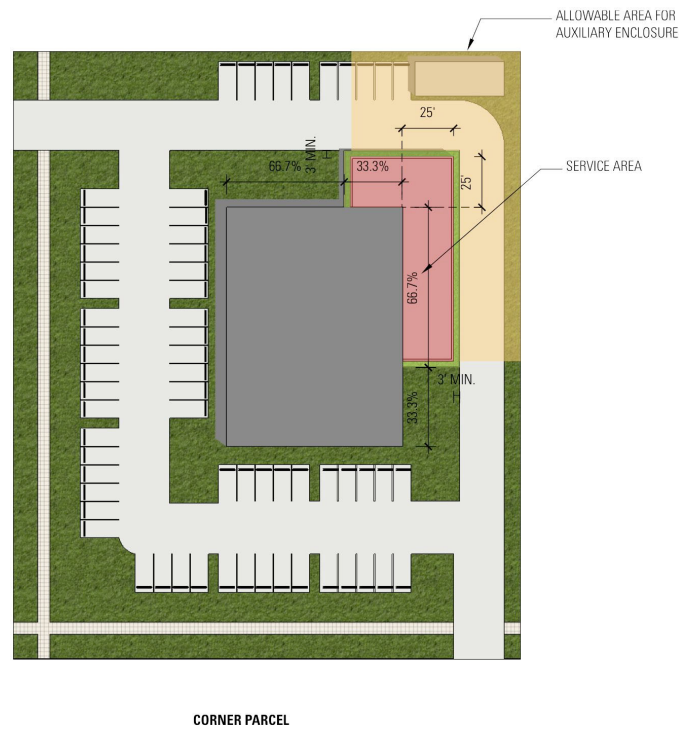 ALLOWABLE AREA FOR
AUXILIARY ENCLOSURE
25'
3' MIN.
66.7%
33.3%
SERVICE AREA
25'
66.7%
3' MIN.
33.3%
CORNER PARCEL